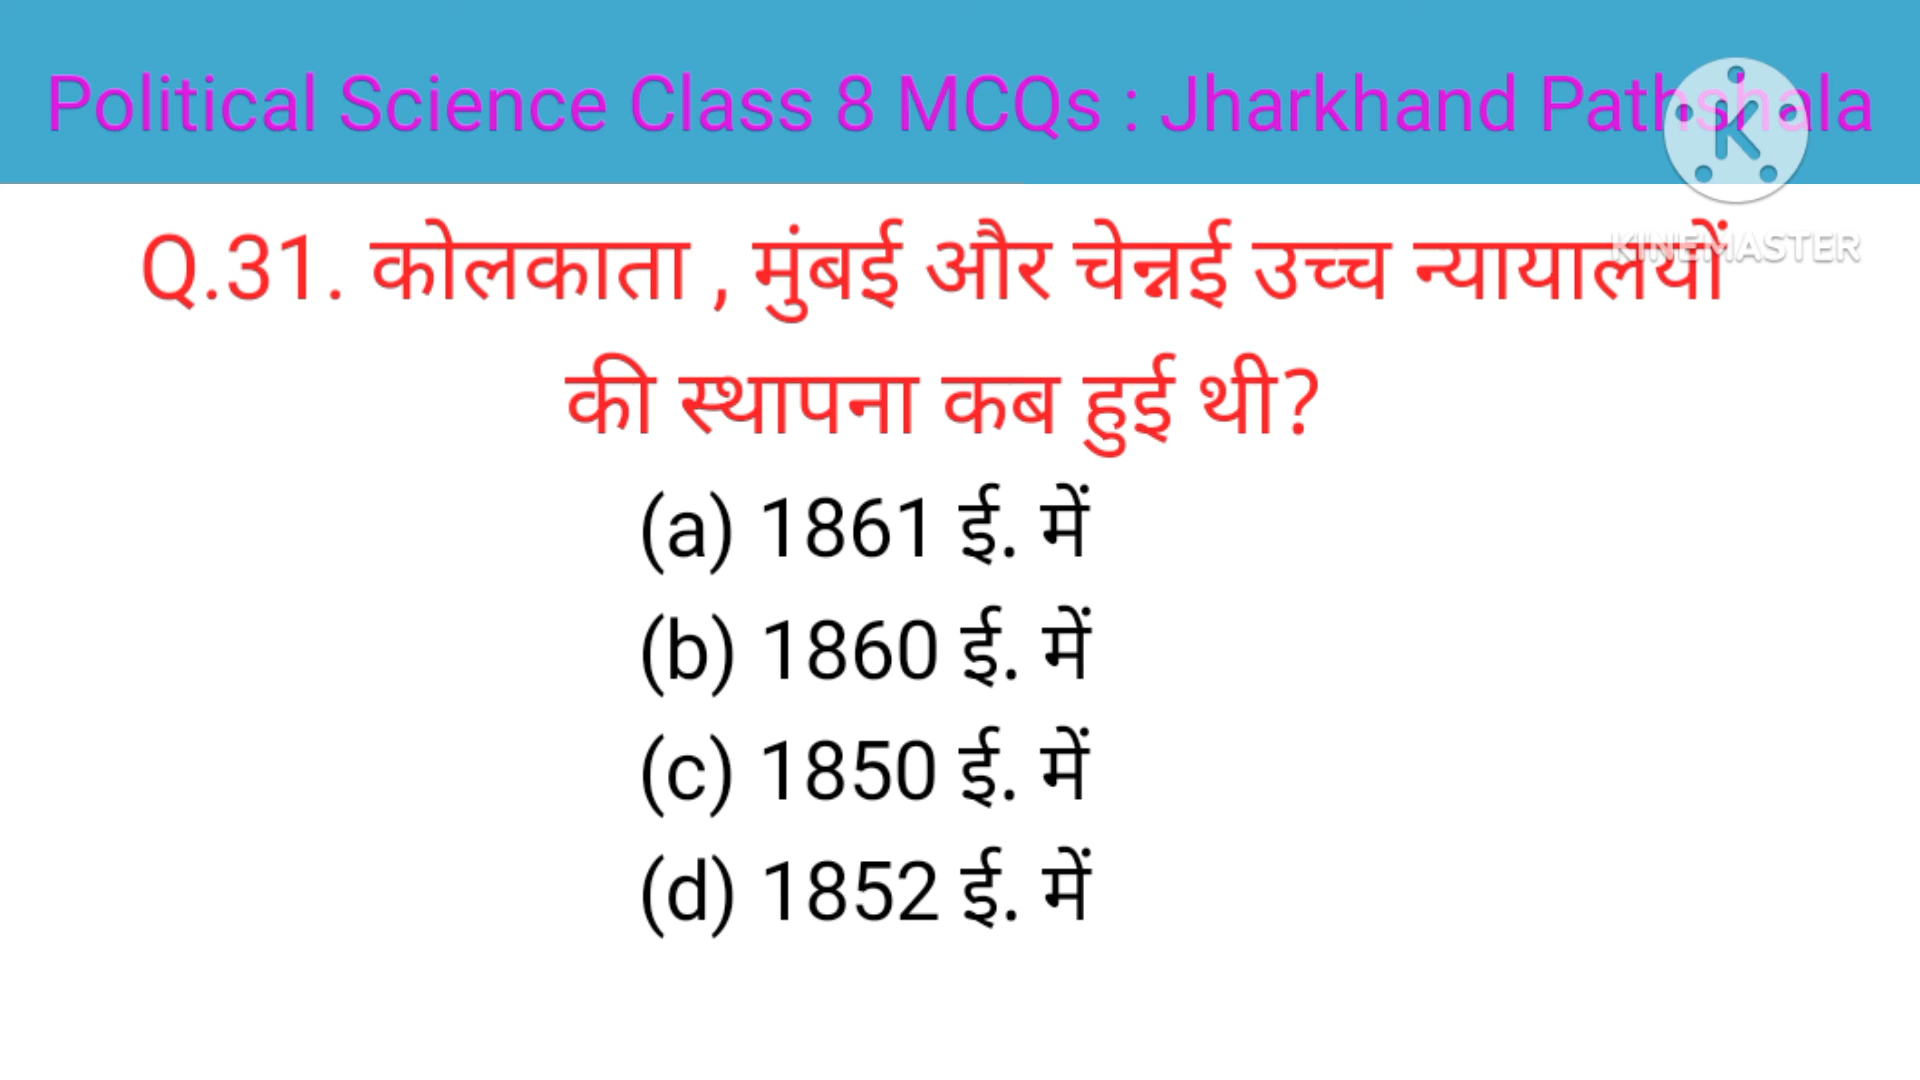 Political Science Class 8 MCQs : Jharkhand Pathshala
K
KINEMASTER
Q.31. कोलकाता , मुंबई और चेन्नई उच्च न्यायालयों
की स्थापना कब हुई थी?
(a) 1861 ई. में
(b) 1860 ई. में
(c) 1850 ई. में
(d) 1852 ई. में